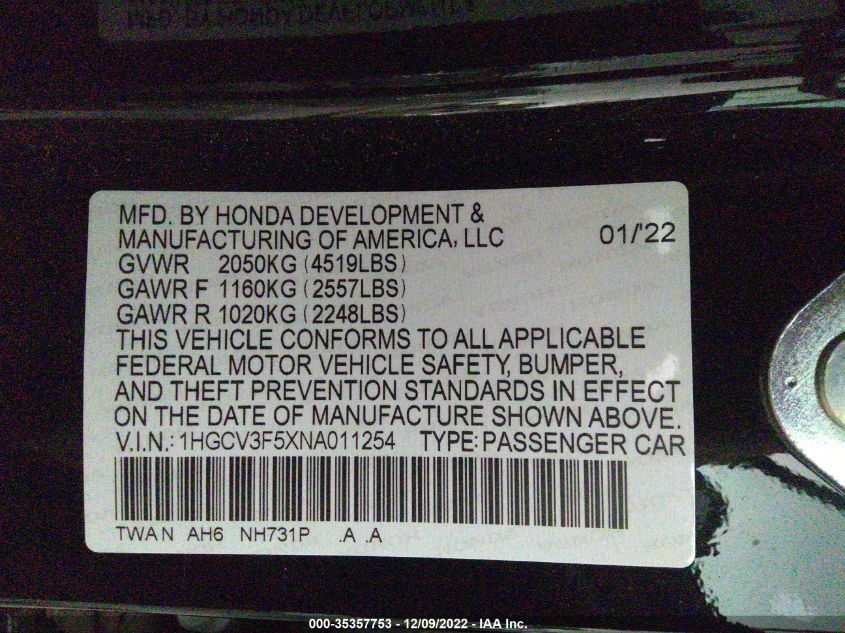 MFD. BY HONDA DEVELOPMENT &
MANUFACTURING OF AMERICA, LLC 01/'22
GVWR 2050KG (4519LBS)
GAWR F 1160KG (2557LBS)
GAWR R 1020KG (2248LBS)
THIS VEHICLE CONFORMS TO ALL APPLICABLE
FEDERAL MOTOR VEHICLE SAFETY, BUMPER,
AND THEFT PREVENTION STANDARDS IN EFFECT
ON THE DATE OF MANUFACTURE SHOWN ABOVE.
V.I.N.: 1HGCV3F5XNA011254 TYPE: PASSENGER CAR
TWA N AH6 NH731P .A .A
000-35357753 - 12/09/2022 - IAA Inc.